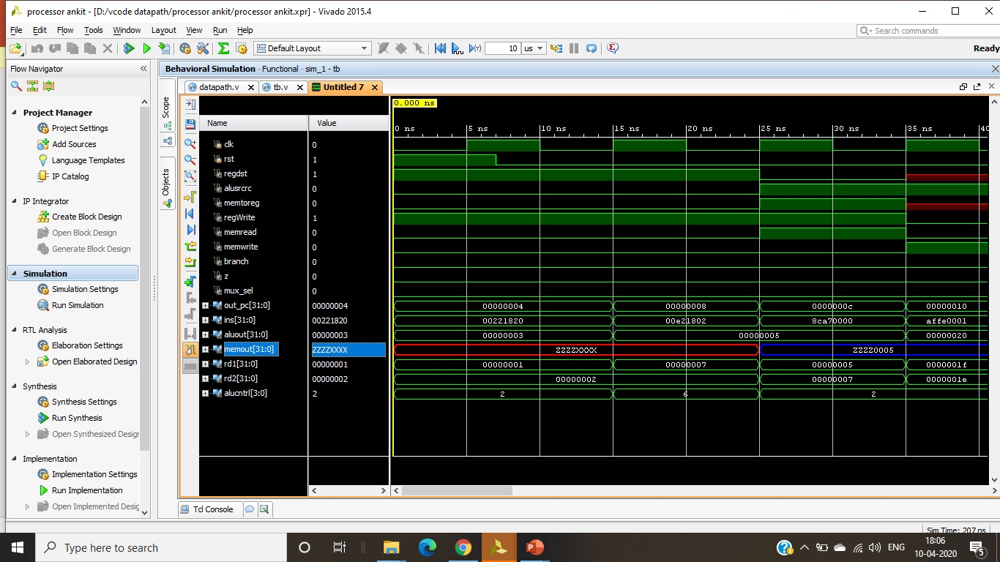 processor ankit - [D:/vcode datapath/processor ankit/processor ankit.xpr] - Vivado 2015.4
File Edit Flow Tools Window Layout View Run Help
Search commands
Default Layout
10 us
Ready
Flow Navigator
Project Manager
Project Settings
Add Sources
Language Templates
IP Catalog
IP Integrator
Create Block Design
Open Block Design
Generate Block Design
Simulation
Simulation Settings
Run Simulation
RTL Analysis
Elaboration Settings
Open Elaborated Design
Synthesis
Synthesis Settings
Run Synthesis
Open Synthesized Design
Implementation
Implementation Settings
Run Implementation
Open Implemented Desig
Behavioral Simulation - Functional - sim_1 - tb
Scope
Objects
datapath.v tb.v Untitled 7
0.000 ns
Name Value
0 ns 5 ns 10 ns 15 ns 20 ns 25 ns 30 ns 35 ns 40
clk 0
rst 1
regdst 1
alusrcrc 0
memtoreg 0
regWrite 1
memread 0
memwrite 0
branch 0
z 0
mux_sel 0
out_pc[31:0] 00000004 00000004 00000008 0000000c 00000010
ins[31:0] 00221820 00221820 00e21802 8ca70000 affe0001
aluout[31:0] 00000003 00000003 00000005 00000020
memout[31:0] ZZZZXXXX ZZZZXXXX ZZZZ0005
rd1[31:0] 00000001 00000001 00000007 00000005 0000001f
rd2[31:0] 00000002 00000002 00000007 0000001e
alucntrl[3:0] 2 2 6 2
Tcl Console
Sim Time: 207 ns
Type here to search
ENG
18:06
10-04-2020
5